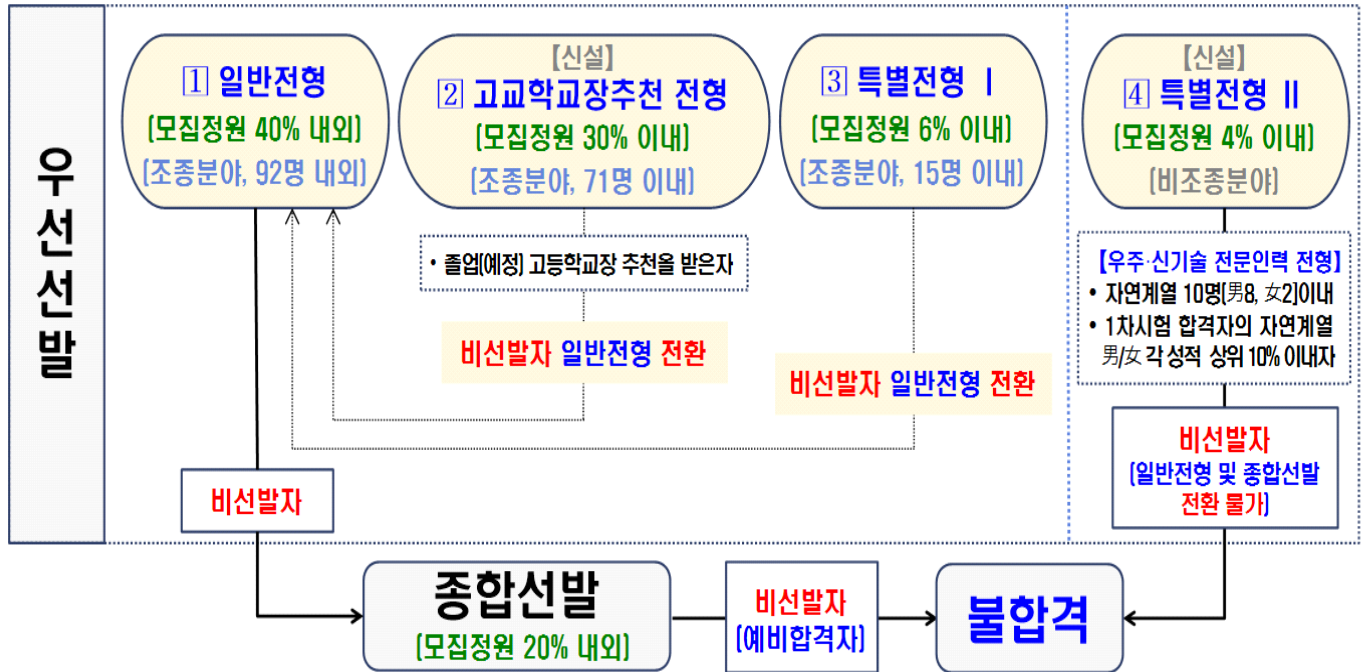 우선선발
1 일반전형
(모집정원 40% 내외)
(조종분야, 92명 내외)
【신설】
2 고교학교장추천 전형
(모집정원 30% 이내)
(조종분야, 71명 이내)
3 특별전형 Ⅰ
(모집정원 6% 이내)
(조종분야, 15명 이내)
【신설】
4 특별전형 Ⅱ
(모집정원 4% 이내)
(비조종분야)
• 졸업(예정) 고등학교장 추천을 받은자
비선발자 일반전형 전환
비선발자 일반전형 전환
【우주·신기술 전문인력 전형】
• 자연계열 10명(男8, 女2)이내
• 1차시험 합격자의 자연계열
男/女 각 성적 상위 10% 이내자
비선발자
비선발자
(일반전형 및 종합선발
전환 불가)
종합선발
(모집정원 20% 내외)
비선발자
(예비합격자)
불합격